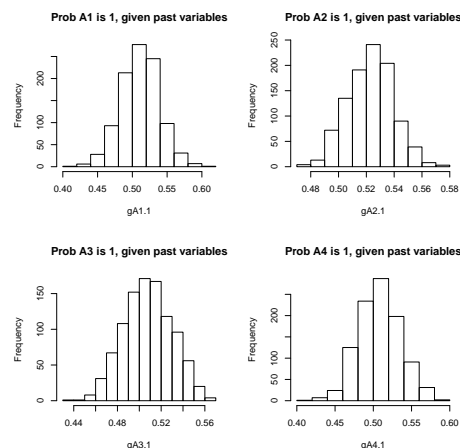 Prob A1 is 1, given past variables
Frequency
0 50 100 200
0.40 0.45 0.50 0.55 0.60
gA1.1
Prob A2 is 1, given past variables
Frequency
0 50 100 150 200 250
0.48 0.50 0.52 0.54 0.56 0.58
gA2.1
Prob A3 is 1, given past variables
Frequency
0 50 100 150
0.44 0.48 0.52 0.56
gA3.1
Prob A4 is 1, given past variables
Frequency
0 50 100 200
0.40 0.45 0.50 0.55 0.60
gA4.1